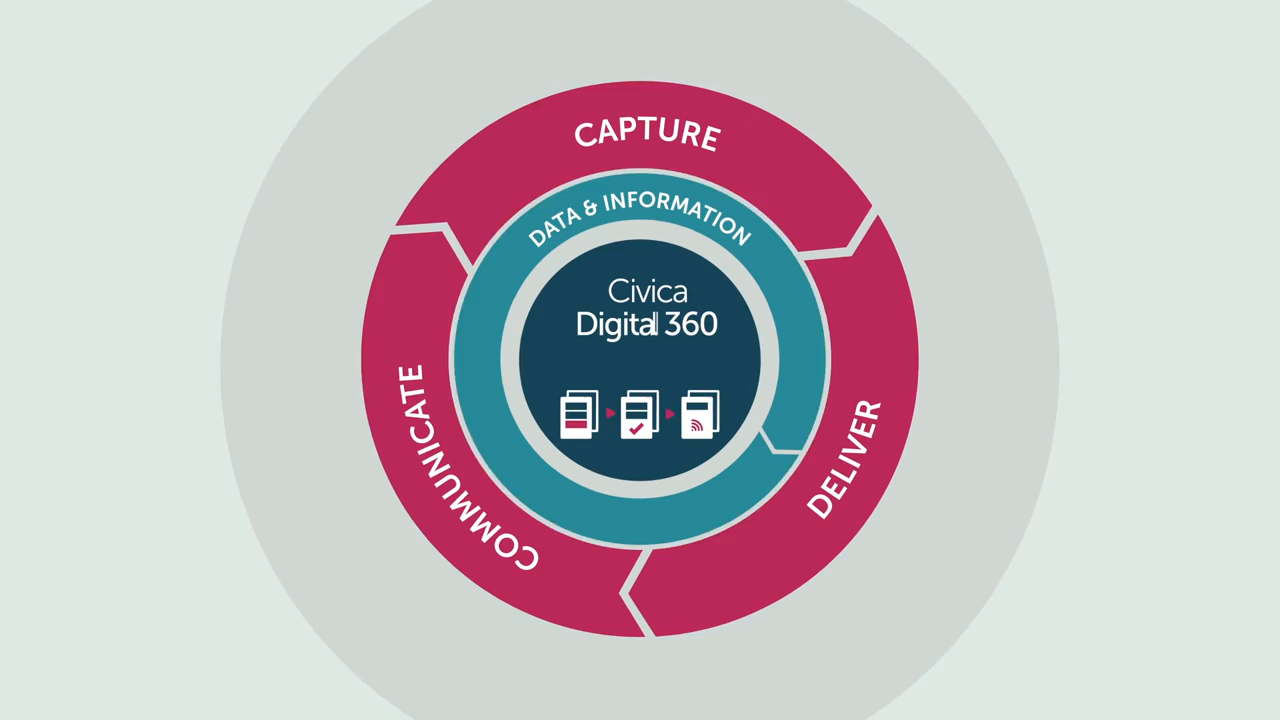 CAPTURE
DATA & INFORMATION
Civica
Digital 360
COMMUNICATE
DELIVER